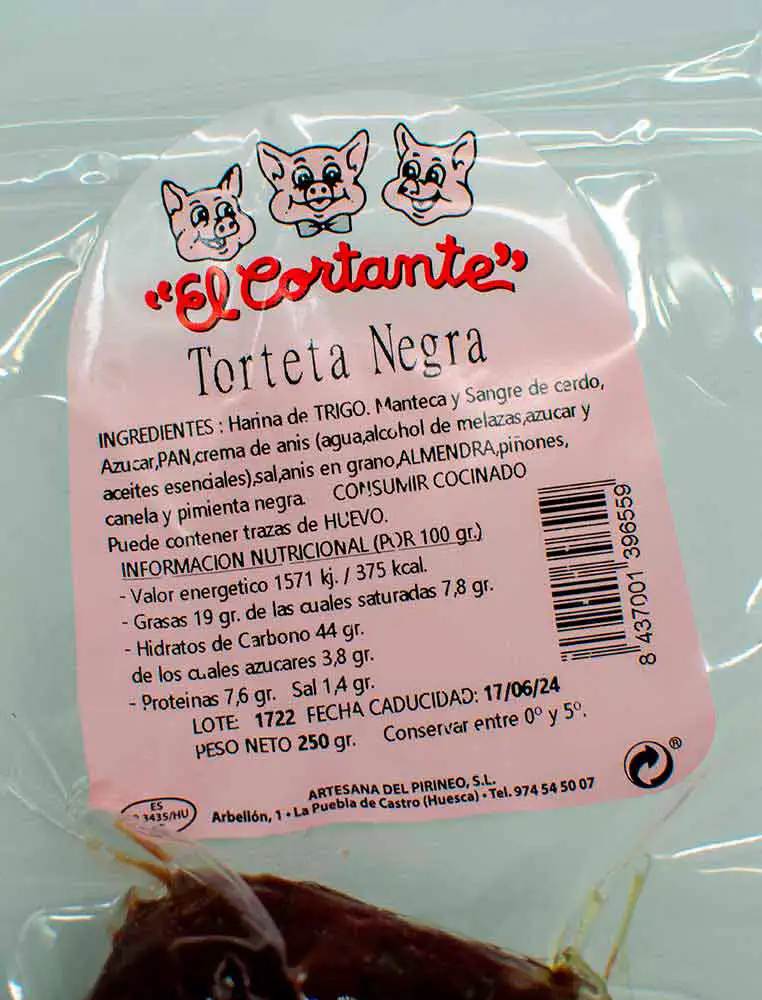 "El Cortante"
Torteta Negra
INGREDIENTES : Harina de TRIGO. Manteca y Sangre de cerdo,
Azucar,PAN,crema de anis (agua,alcohol de melazas,azucar y
aceites esenciales),sal,anis en grano,ALMENDRA,piñones,
canela y pimienta negra. CONSUMIR COCINADO
Puede contener trazas de HUEVO.
INFORMACION NUTRICIONAL (POR 100 gr.)
- Valor energetico 1571 kj. / 375 kcal.
- Grasas 19 gr. de las cuales saturadas 7,8 gr.
- Hidratos de Carbono 44 gr.
de los cuales azucares 3,8 gr.
- Proteinas 7,6 gr. Sal 1,4 gr.
LOTE: 1722 FECHA CADUCIDAD: 17/06/24
PESO NETO 250 gr. Conservar entre 0º y 5º.
8 437001 396559
®
ARTESANA DEL PIRINEO, S.L.
Arbellón, 1 • La Puebla de Castro (Huesca) • Tel. 974 54 50 07
ES
3435/HU